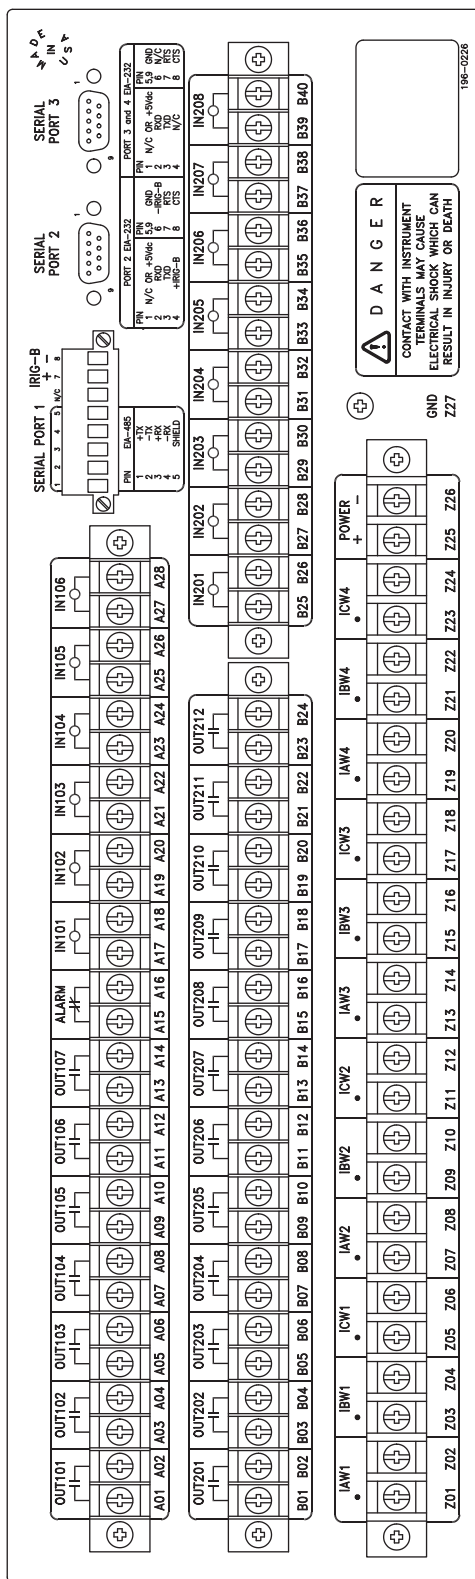 OUT101 OUT102 OUT103 OUT104 OUT105 OUT106 OUT107 ALARM IN101 IN102 IN103 IN104 IN105 IN106
A01 A02 A03 A04 A05 A06 A07 A08 A09 A10 A11 A12 A13 A14 A15 A16 A17 A18 A19 A20 A21 A22 A23 A24 A25 A26 A27 A28
SERIAL PORT 1 IRIG-B
+ −
1 2 3 4 5 N/C 7 8
PIN EIA-485
1 +TX
2 -TX
3 +RX
4 -RX
5 SHIELD
SERIAL
PORT 2
9 1
PORT 2 EIA-232
PIN PIN
1 N/C OR +5Vdc 5,9 GND
2 RXD 6 -IRIG-B
3 TXD 7 RTS
4 +IRIG-B 8 CTS
SERIAL
PORT 3
9 1
PORT 3 and 4 EIA-232
PIN PIN
1 N/C OR +5Vdc 5,9 GND
2 RXD 6 N/C
3 TXD 7 RTS
4 N/C 8 CTS
MADE
IN
USA
OUT201 OUT202 OUT203 OUT204 OUT205 OUT206 OUT207 OUT208 OUT209 OUT210 OUT211 OUT212
B01 B02 B03 B04 B05 B06 B07 B08 B09 B10 B11 B12 B13 B14 B15 B16 B17 B18 B19 B20 B21 B22 B23 B24
IN201 IN202 IN203 IN204 IN205 IN206 IN207 IN208
B25 B26 B27 B28 B29 B30 B31 B32 B33 B34 B35 B36 B37 B38 B39 B40
IAW1 IBW1 ICW1 IAW2 IBW2 ICW2 IAW3 IBW3 ICW3 IAW4 IBW4 ICW4 POWER
+ −
Z01 Z02 Z03 Z04 Z05 Z06 Z07 Z08 Z09 Z10 Z11 Z12 Z13 Z14 Z15 Z16 Z17 Z18 Z19 Z20 Z21 Z22 Z23 Z24 Z25 Z26
GND
Z27
DANGER
CONTACT WITH INSTRUMENT
TERMINALS MAY CAUSE
ELECTRICAL SHOCK WHICH CAN
RESULT IN INJURY OR DEATH
196-0226